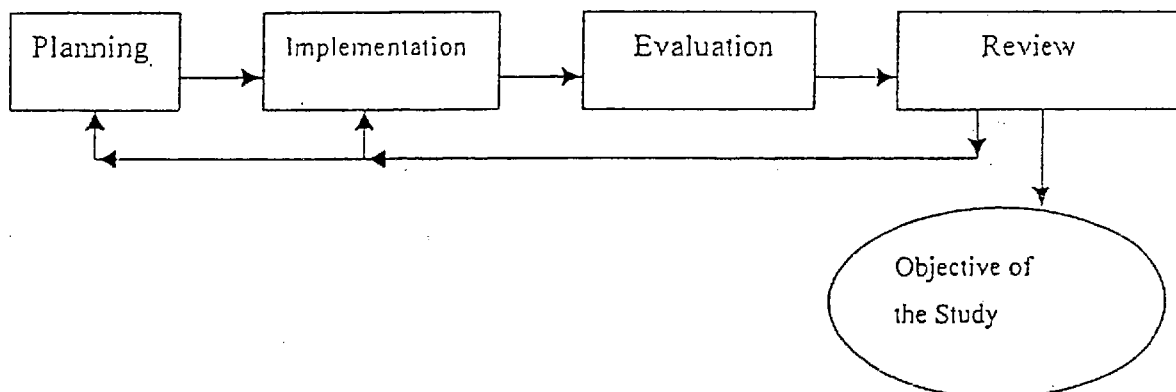 Planning
Implementation
Evaluation
Review
Objective of
the Study